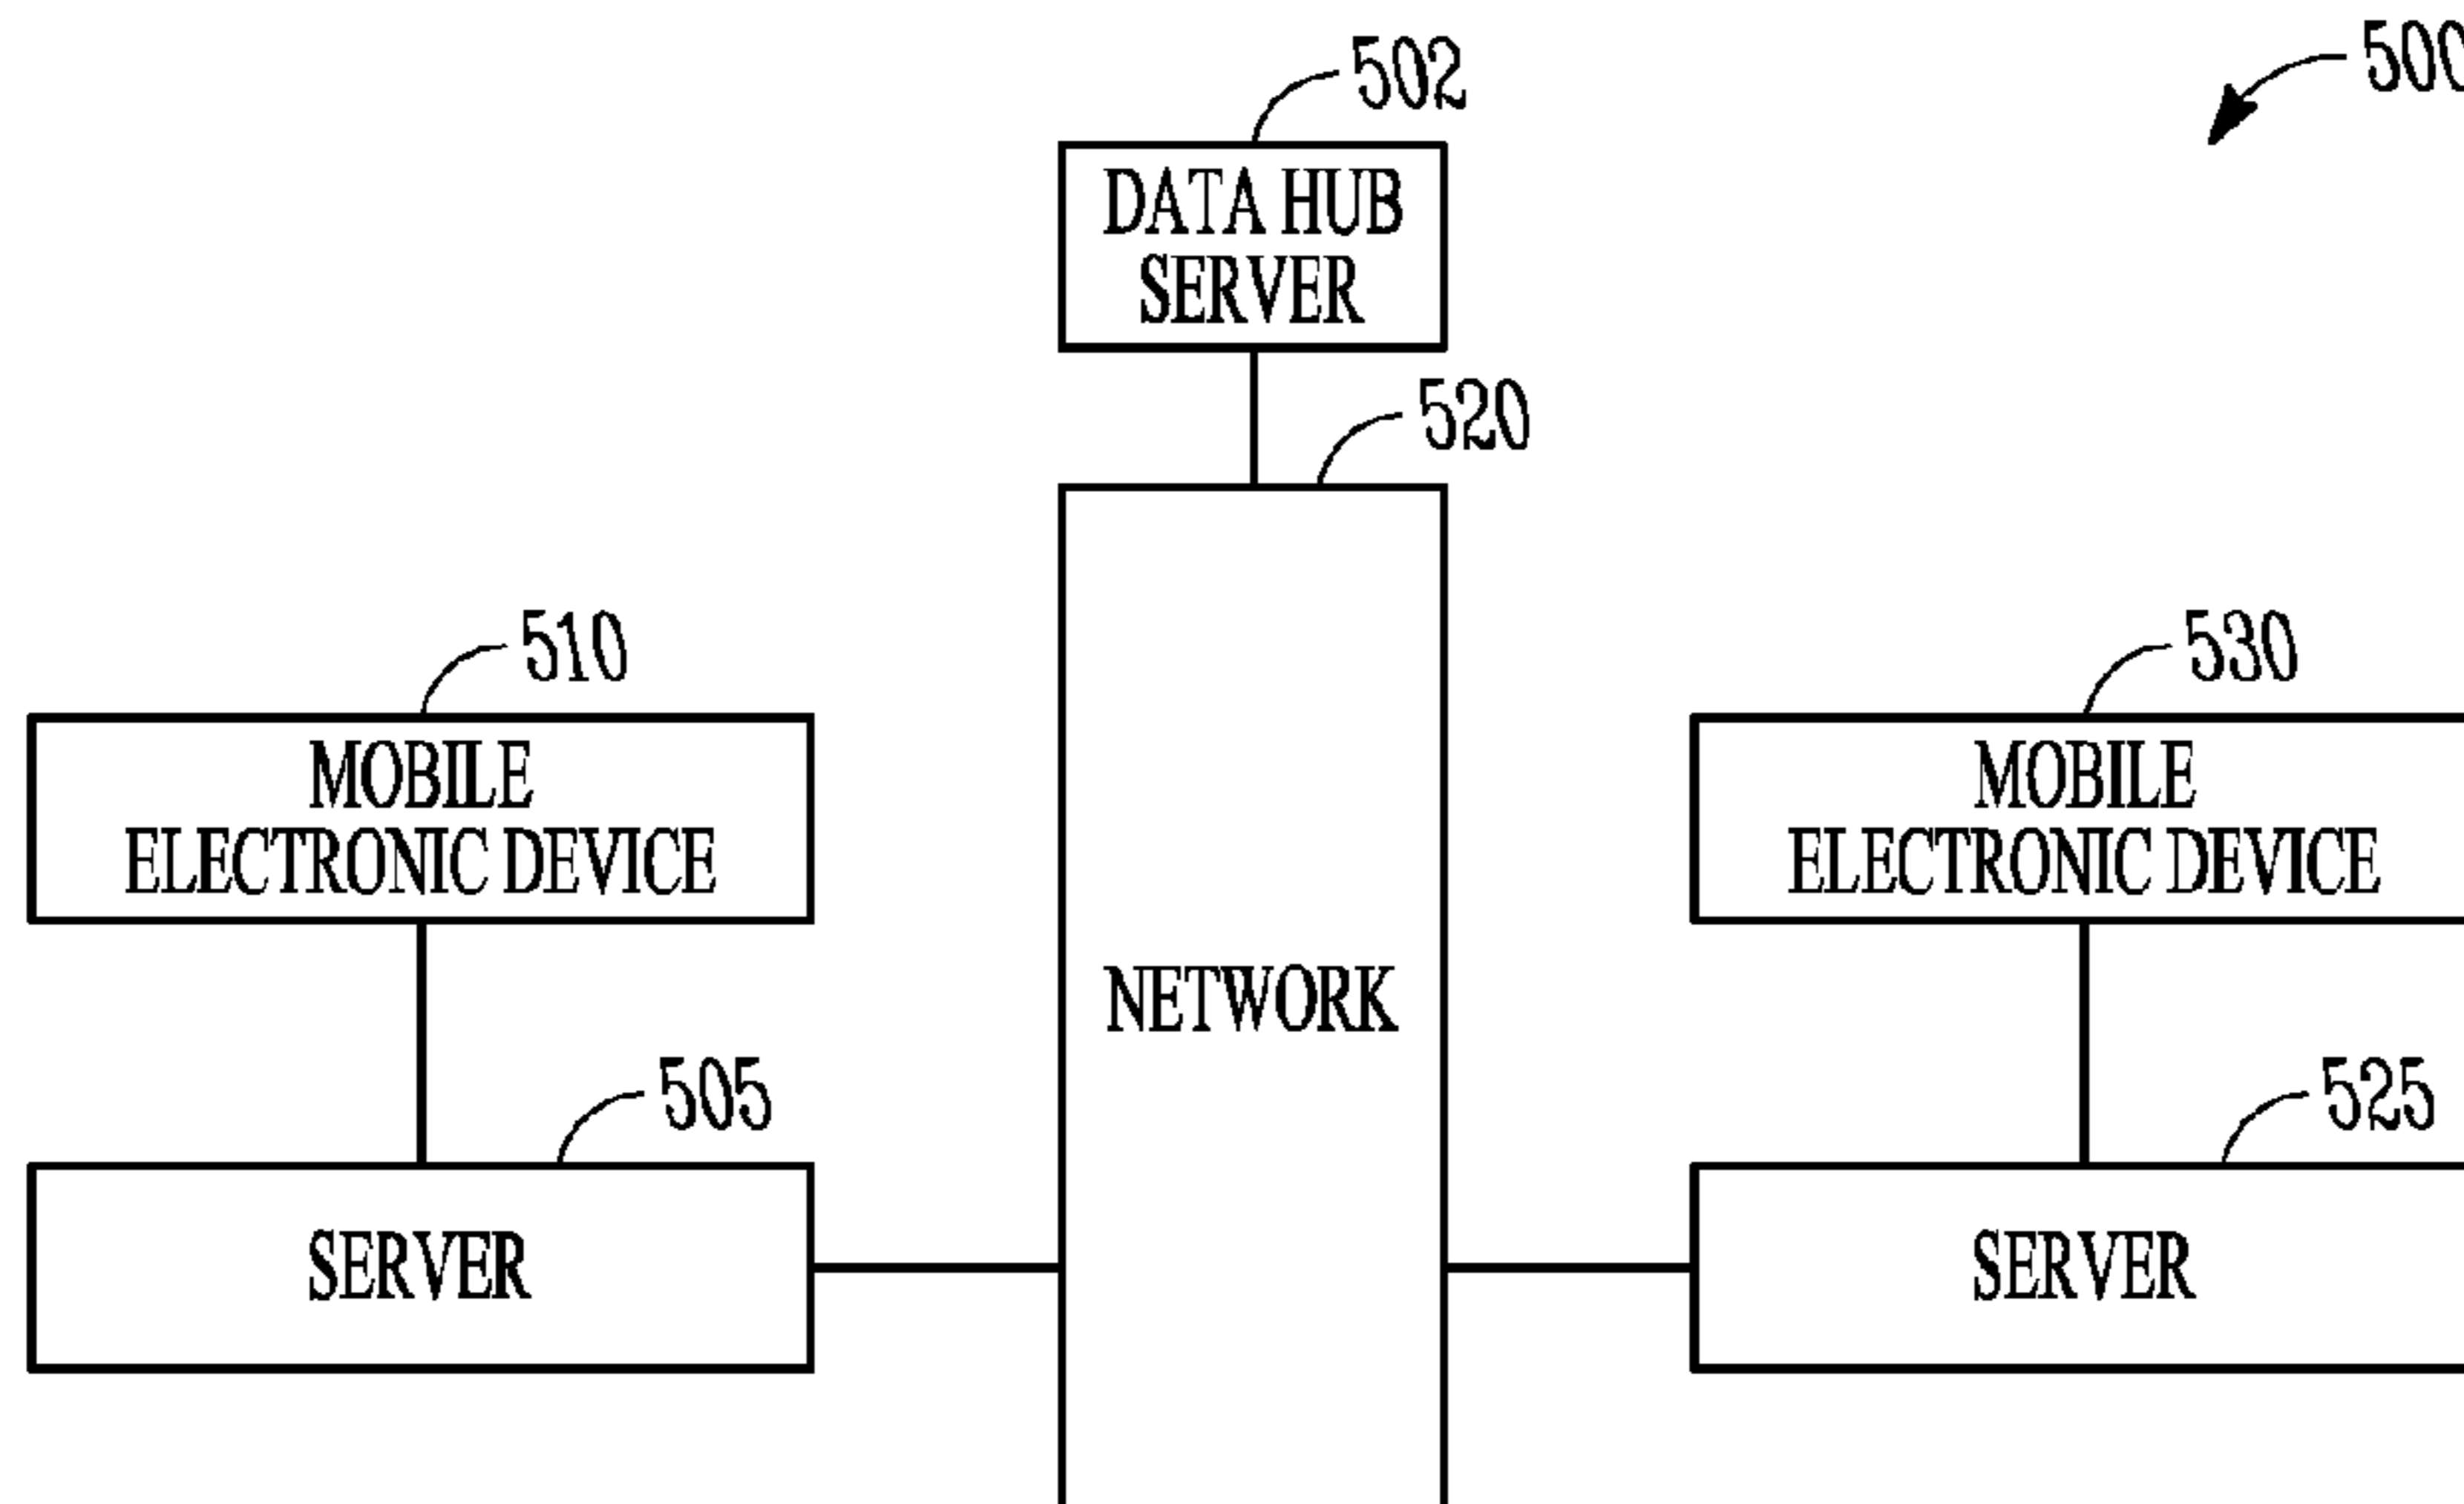 502
500
DATA HUB
SERVER
520
510
530
MOBILE
ELECTRONIC DEVICE
MOBILE
ELECTRONIC DEVICE
NETWORK
505
525
SERVER
SERVER